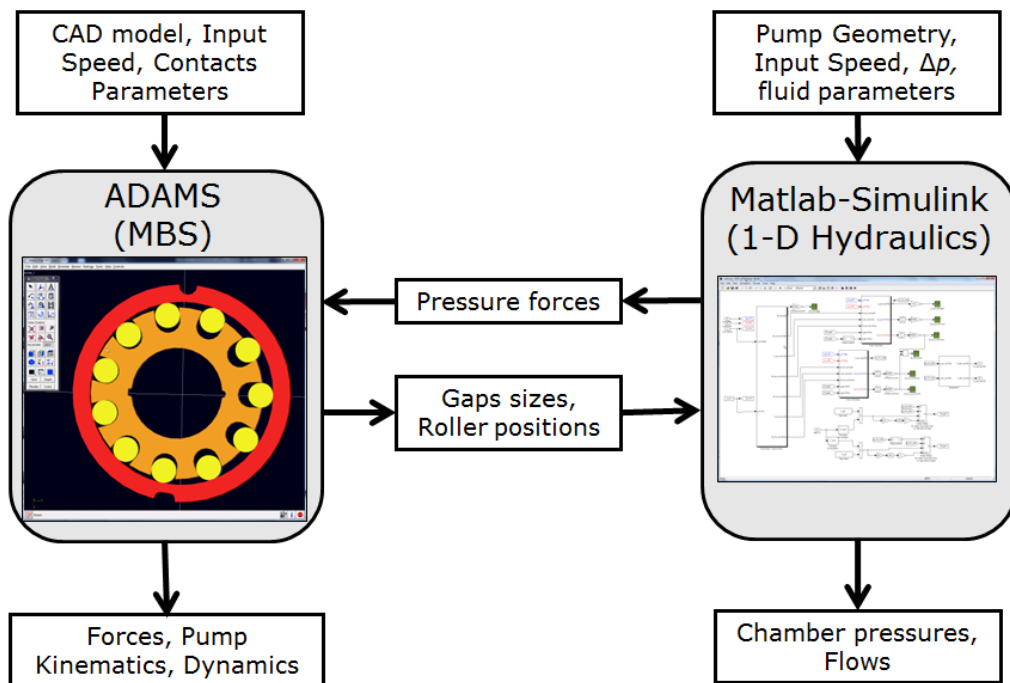 CAD model, Input
Speed, Contacts
Parameters
Pump Geometry,
Input Speed, Δp,
fluid parameters
ADAMS
(MBS)
Matlab-Simulink
(1-D Hydraulics)
Pressure forces
Gaps sizes,
Roller positions
Forces, Pump
Kinematics, Dynamics
Chamber pressures,
Flows